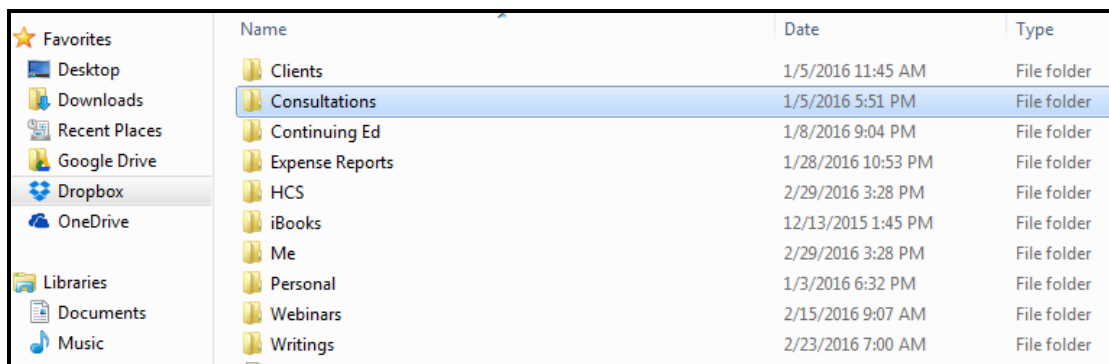 Favorites
Desktop
Downloads
Recent Places
Google Drive
Dropbox
OneDrive
Libraries
Documents
Music
Name Date Type
Clients 1/5/2016 11:45 AM File folder
Consultations 1/5/2016 5:51 PM File folder
Continuing Ed 1/8/2016 9:04 PM File folder
Expense Reports 1/28/2016 10:53 PM File folder
HCS 2/29/2016 3:28 PM File folder
iBooks 12/13/2015 1:45 PM File folder
Me 2/29/2016 3:28 PM File folder
Personal 1/3/2016 6:32 PM File folder
Webinars 2/15/2016 9:07 AM File folder
Writings 2/23/2016 7:00 AM File folder